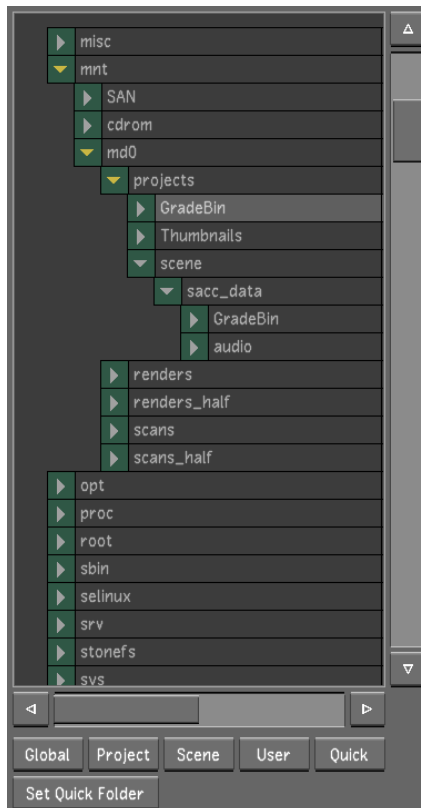 misc
mnt
SAN
cdrom
md0
projects
GradeBin
Thumbnails
scene
sacc_data
GradeBin
audio
renders
renders_half
scans
scans_half
opt
proc
root
sbin
selinux
srv
stonefs
sys
Global Project Scene User Quick
Set Quick Folder